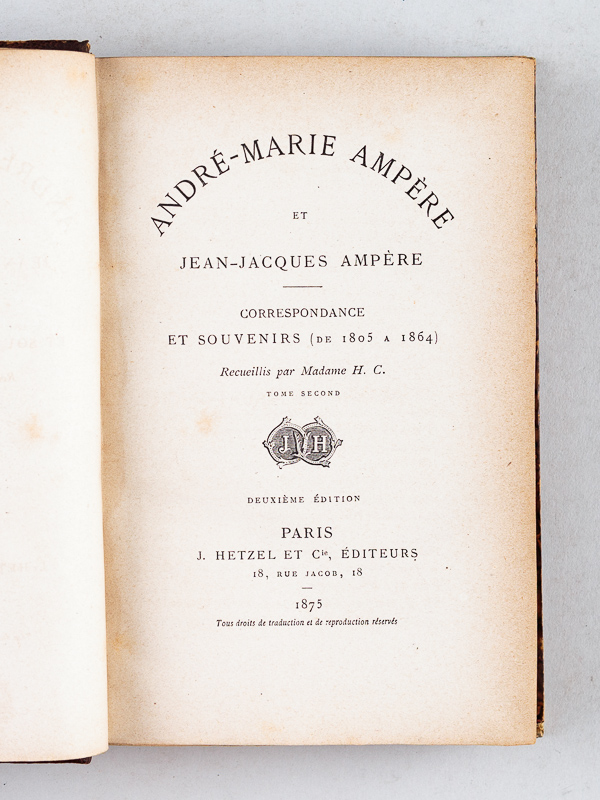 ANDRÉ-MARIE AMPÈRE
ET
JEAN-JACQUES AMPÈRE
CORRESPONDANCE
ET SOUVENIRS (DE 1805 A 1864)
Recueillis par Madame H. C.
TOME SECOND
J H
DEUXIÈME ÉDITION
PARIS
J. HETZEL ET Cie, ÉDITEURS
18, RUE JACOB, 18
1875
Tous droits de traduction et de reproduction réservés